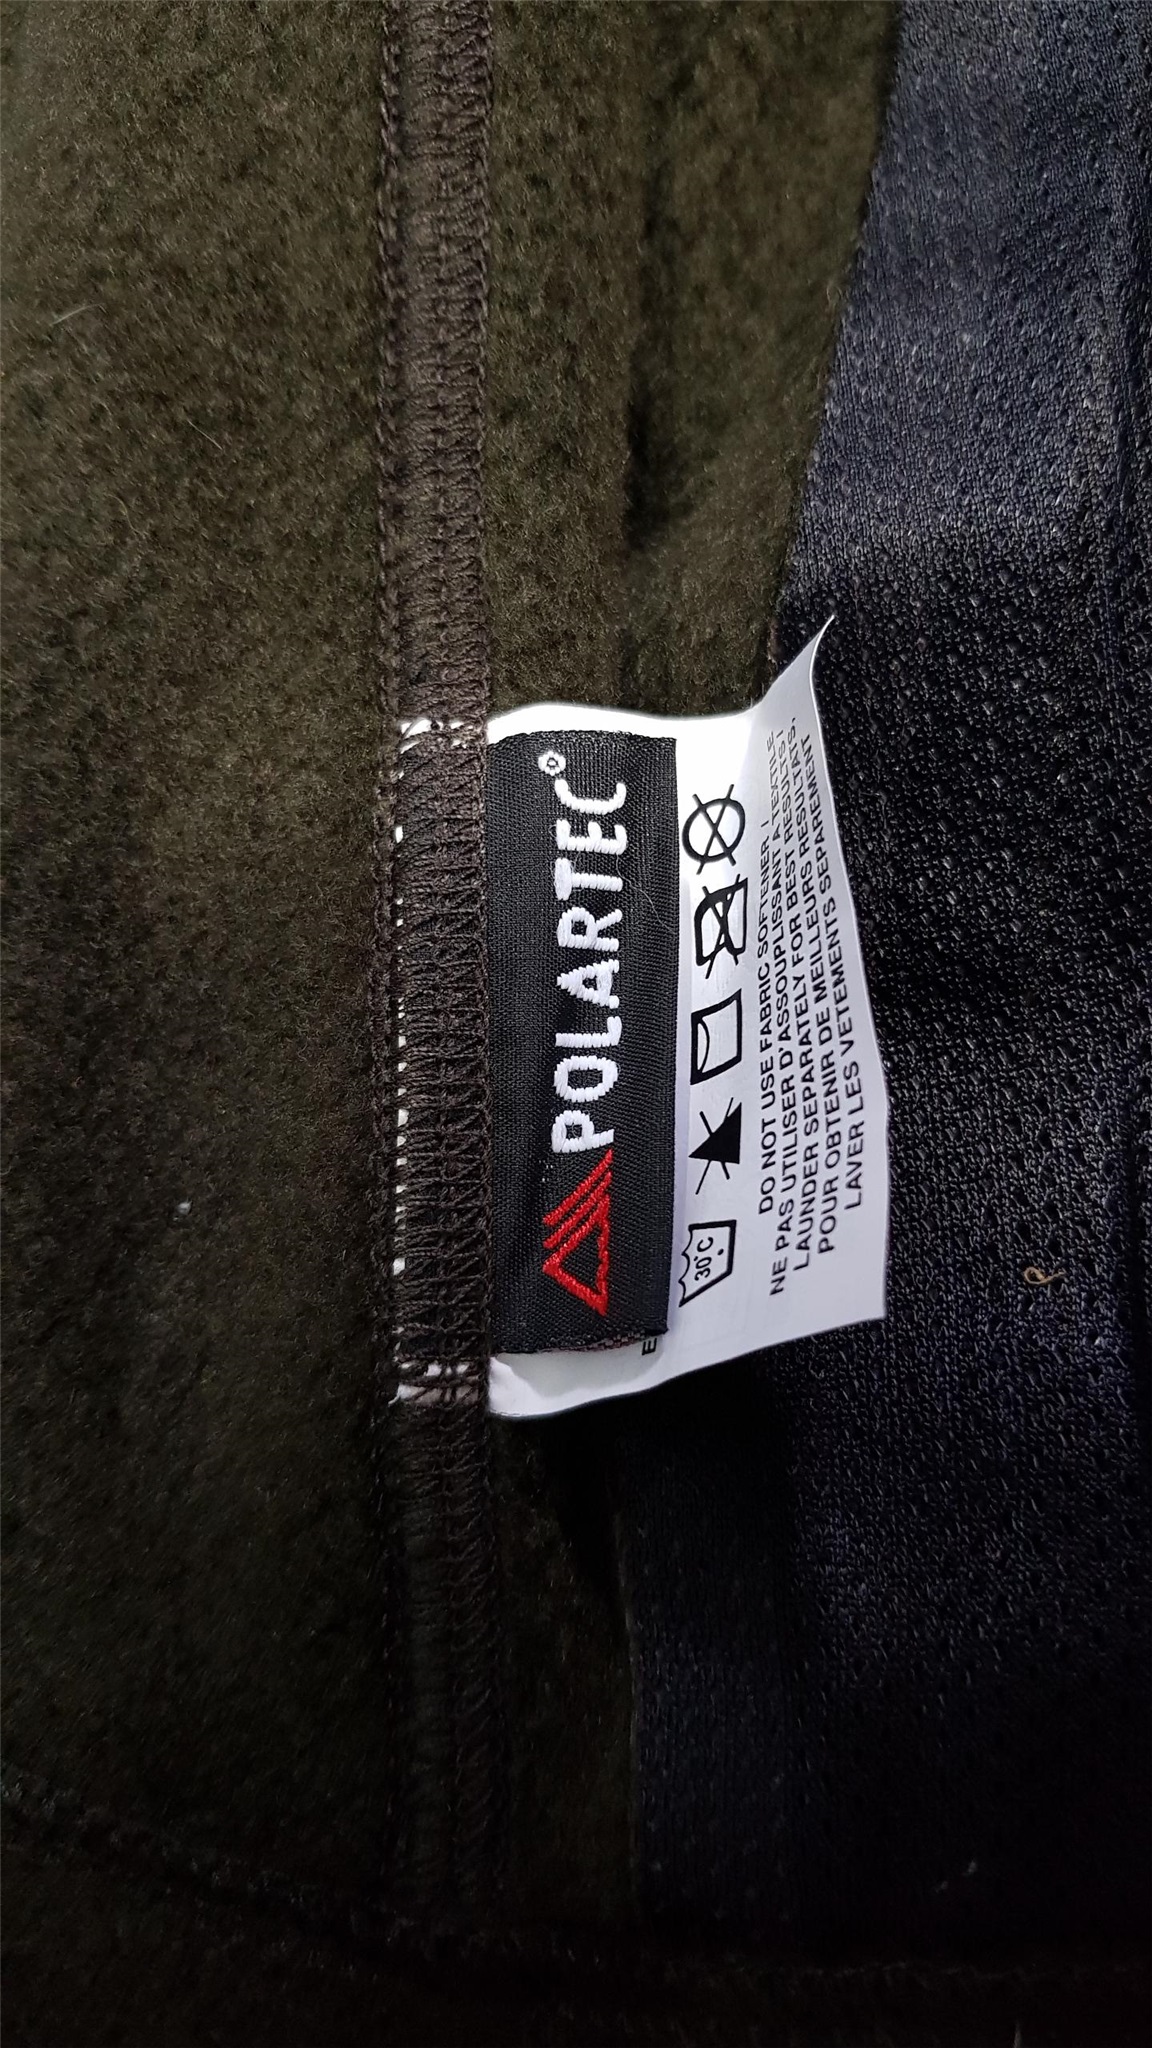 POLARTEC®
30°C
DO NOT USE FABRIC SOFTENER. I
NE PAS UTILISER D'ASSOUPLISSANT A TEXTILE
LAUNDER SEPARATELY FOR BEST RESULTS I
POUR OBTENIR DE MEILLEURS RESULTATS,
LAVER LES VETEMENTS SEPAREMENT